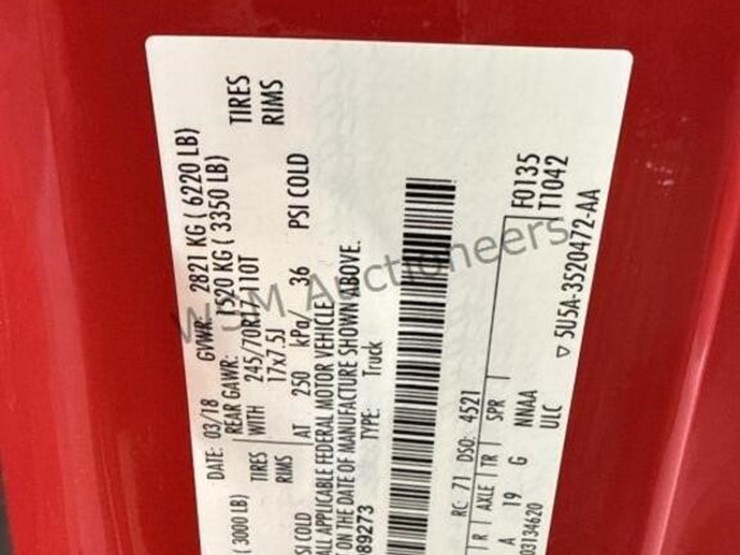 DATE: 03/18 GVWR: 2821 KG ( 6220 LB)
( 3000 LB) REAR GAWR: 1520 KG ( 3350 LB)
TIRES WITH 245/70R17 110T TIRES
RIMS 17x7.5J RIMS
SI COLD AT 250 kPa/ 36 PSI COLD
ALL APPLICABLE FEDERAL MOTOR VEHICLE
ON THE DATE OF MANUFACTURE SHOWN ABOVE.
89273 TYPE: Truck
RC: 71 DSO: 4521
R AXLE TR SPR F0135
A 19 G NNAA T1042
03134620 ULC ▽ 5U5A-3520472-AA
WSM Auctioneers